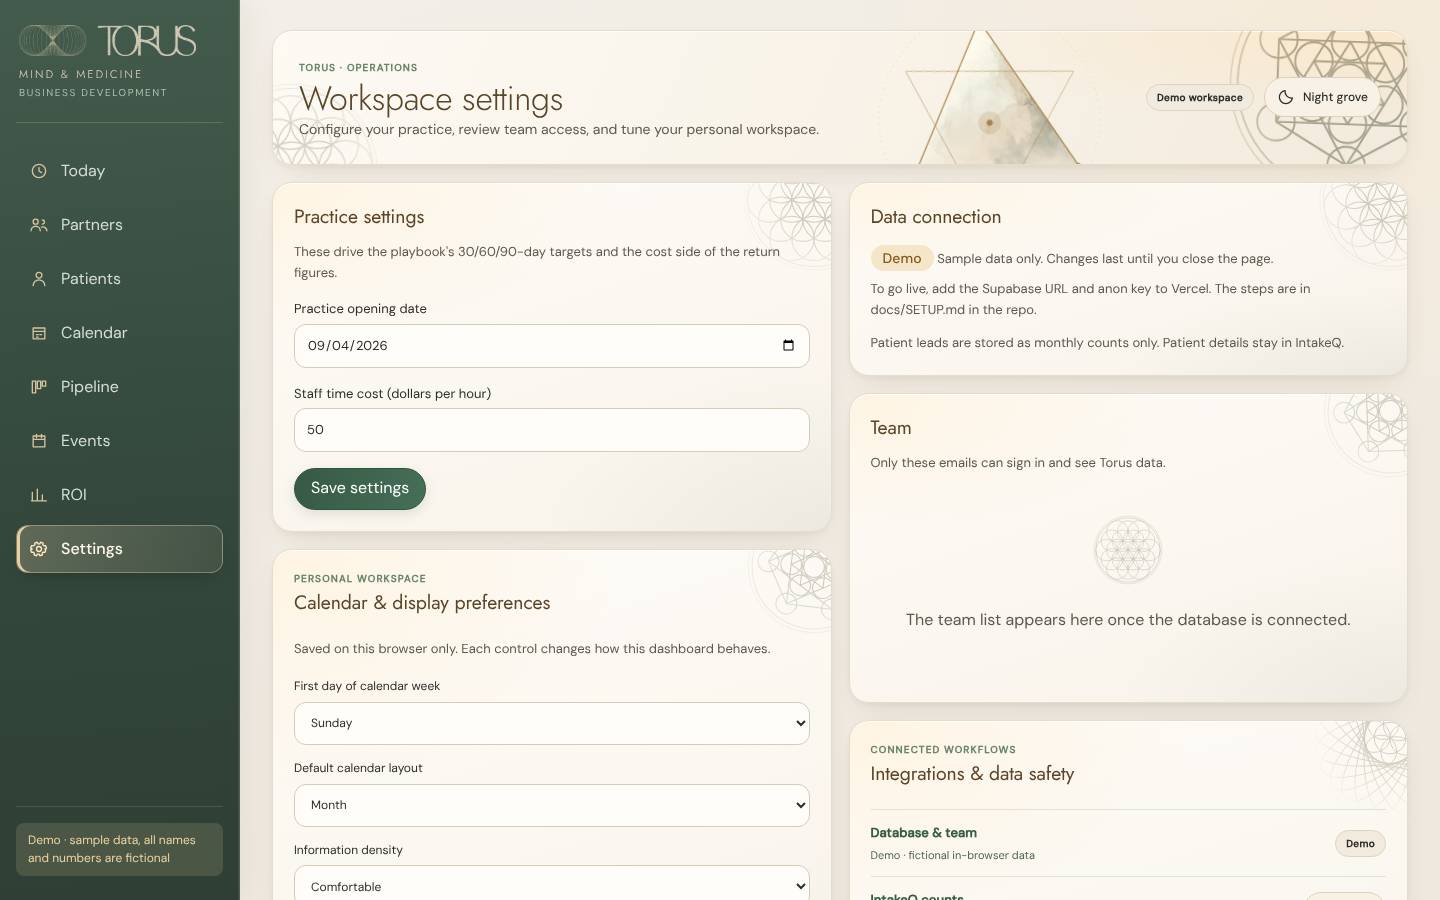 TORUS
MIND & MEDICINE
BUSINESS DEVELOPMENT
Today
Partners
Patients
Calendar
Pipeline
Events
ROI
Settings
Demo · sample data, all names
and numbers are fictional
TORUS · OPERATIONS
Workspace settings
Configure your practice, review team access, and tune your personal workspace.
Demo workspace
Night grove
Practice settings
These drive the playbook's 30/60/90-day targets and the cost side of the return
figures.
Practice opening date
09/04/2026
Staff time cost (dollars per hour)
50
Save settings
PERSONAL WORKSPACE
Calendar & display preferences
Saved on this browser only. Each control changes how this dashboard behaves.
First day of calendar week
Sunday
Default calendar layout
Month
Information density
Comfortable
Data connection
Demo Sample data only. Changes last until you close the page.
To go live, add the Supabase URL and anon key to Vercel. The steps are in
docs/SETUP.md in the repo.
Patient leads are stored as monthly counts only. Patient details stay in IntakeQ.
Team
Only these emails can sign in and see Torus data.
The team list appears here once the database is connected.
CONNECTED WORKFLOWS
Integrations & data safety
Database & team
Demo · fictional in-browser data
Demo
IntakeQ counts